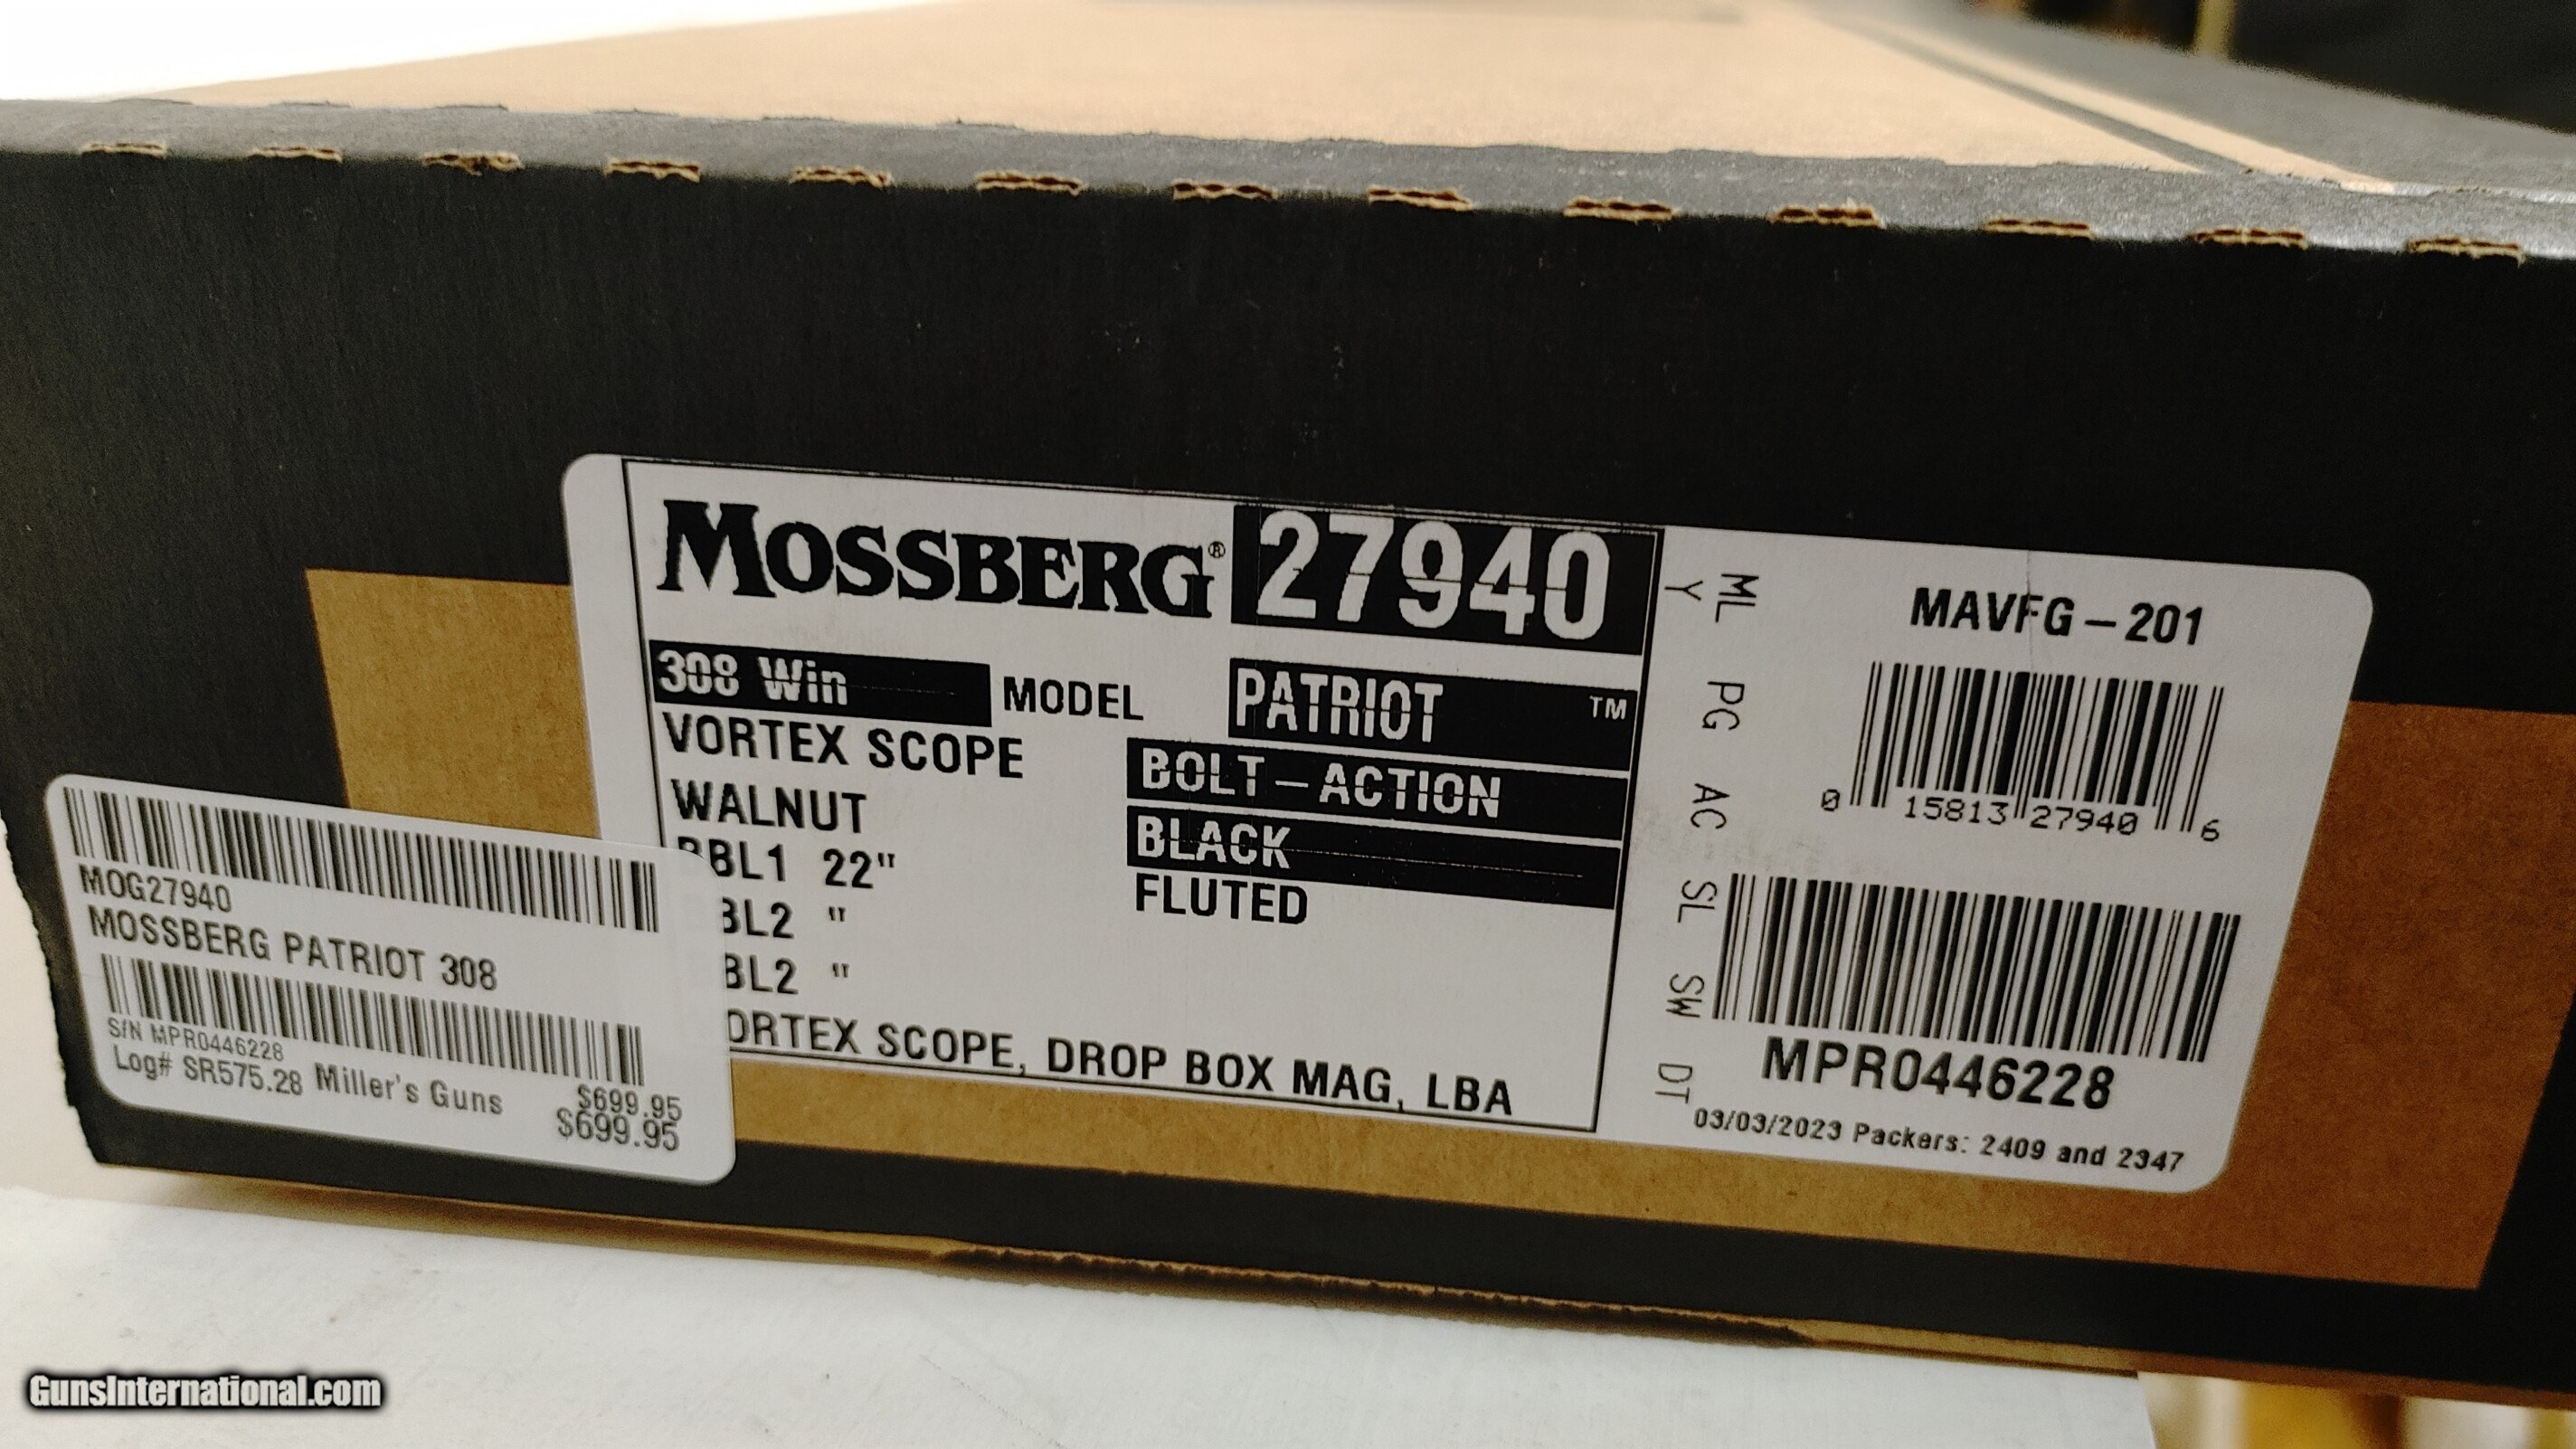 MOSSBERG® 27940
308 Win MODEL PATRIOT ™
VORTEX SCOPE BOLT-ACTION
WALNUT BLACK
BBL1 22" FLUTED
BL2 "
BL2 "
ORTEX SCOPE, DROP BOX MAG, LBA
ML PG AC SL SW DT
Y
MAVFG-201
0 15813 27940 6
MPR0446228
03/03/2023 Packers: 2409 and 2347
MOG27940
MOSSBERG PATRIOT 308
S/N MPR0446228
Log# SR575.28 Miller's Guns $699.95
$699.95
GunsInternational.com